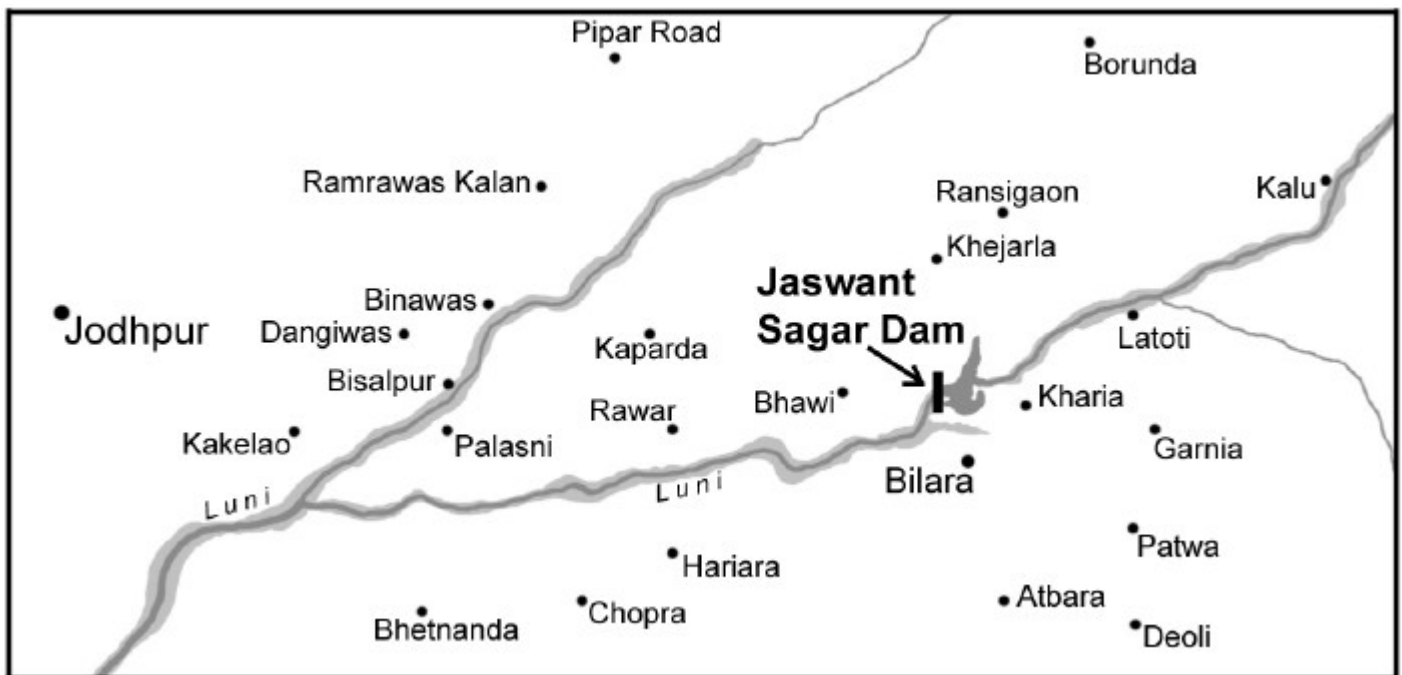 Pipar Road
Borunda
Ramrawas Kalan
Kalu
Ransigaon
Khejarla
Jaswant
Sagar Dam
Binawas
Jodhpur
Dangiwas
Kaparda
Latoti
Bisalpur
Bhawi
Kharia
Rawar
Kakelao
Palasni
Garnia
Bilara
Luni
Luni
Patwa
Hariara
Atbara
Chopra
Bhetnanda
Deoli